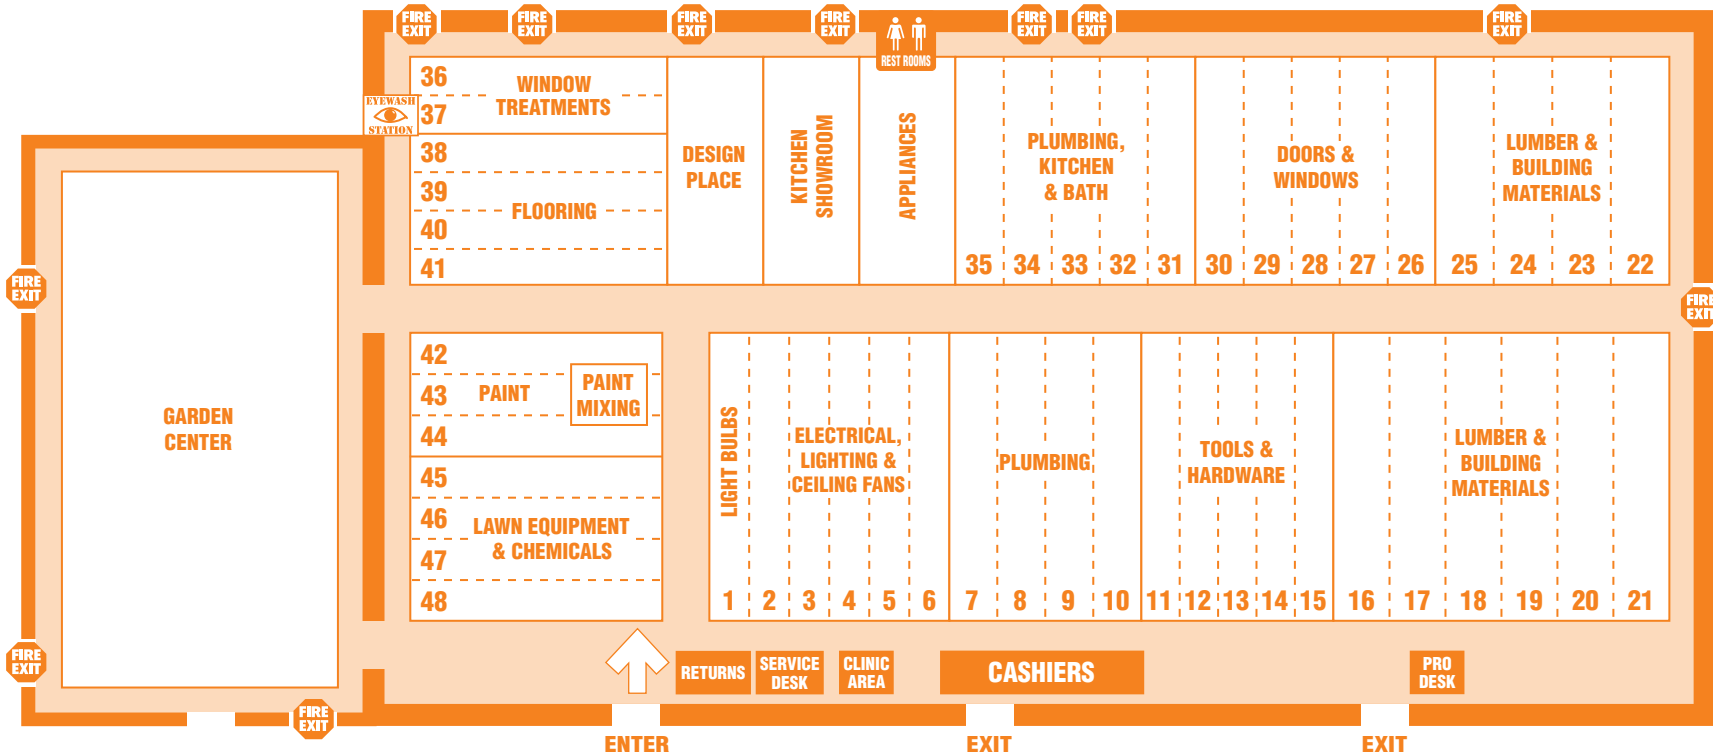 FIRE
EXIT
FIRE
EXIT
FIRE
EXIT
FIRE
EXIT
REST ROOMS
FIRE
EXIT
FIRE
EXIT
FIRE
EXIT
EYEWASH
STATION
36
37
WINDOW
TREATMENTS
38
39
40
41
FLOORING
DESIGN
PLACE
KITCHEN
SHOWROOM
APPLIANCES
PLUMBING,
KITCHEN
& BATH
35 34 33 32 31
DOORS &
WINDOWS
30 29 28 27 26
LUMBER &
BUILDING
MATERIALS
25 24 23 22
FIRE
EXIT
FIRE
EXIT
GARDEN
CENTER
FIRE
EXIT
FIRE
EXIT
42
43
44
PAINT
PAINT
MIXING
45
46
47
48
LAWN EQUIPMENT
& CHEMICALS
LIGHT BULBS
ELECTRICAL,
LIGHTING &
CEILING FANS
1 2 3 4 5 6
PLUMBING
7 8 9 10
TOOLS &
HARDWARE
11 12 13 14 15
LUMBER &
BUILDING
MATERIALS
16 17 18 19 20 21
RETURNS
SERVICE
DESK
CLINIC
AREA
CASHIERS
PRO
DESK
ENTER
EXIT
EXIT